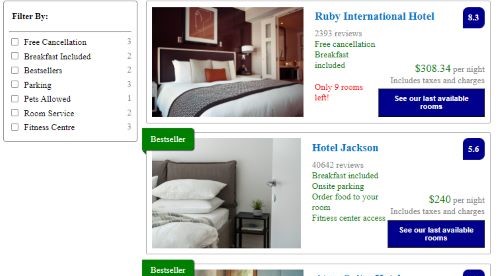 Filter By:
Free Cancellation 3
Breakfast Included 2
Bestsellers 2
Parking 3
Pets Allowed 1
Room Service 2
Fitness Centre 3
Ruby International Hotel
8.3
2393 reviews
Free cancellation
Breakfast
included
Only 9 rooms
left!
$308.34 per night
Includes taxes and charges
See our last available
rooms
Bestseller
Hotel Jackson
5.6
40642 reviews
Breakfast included
Onsite parking
Order food to your
room
Fitness center access
$240 per night
Includes taxes and charges
See our last available
rooms
Bestseller